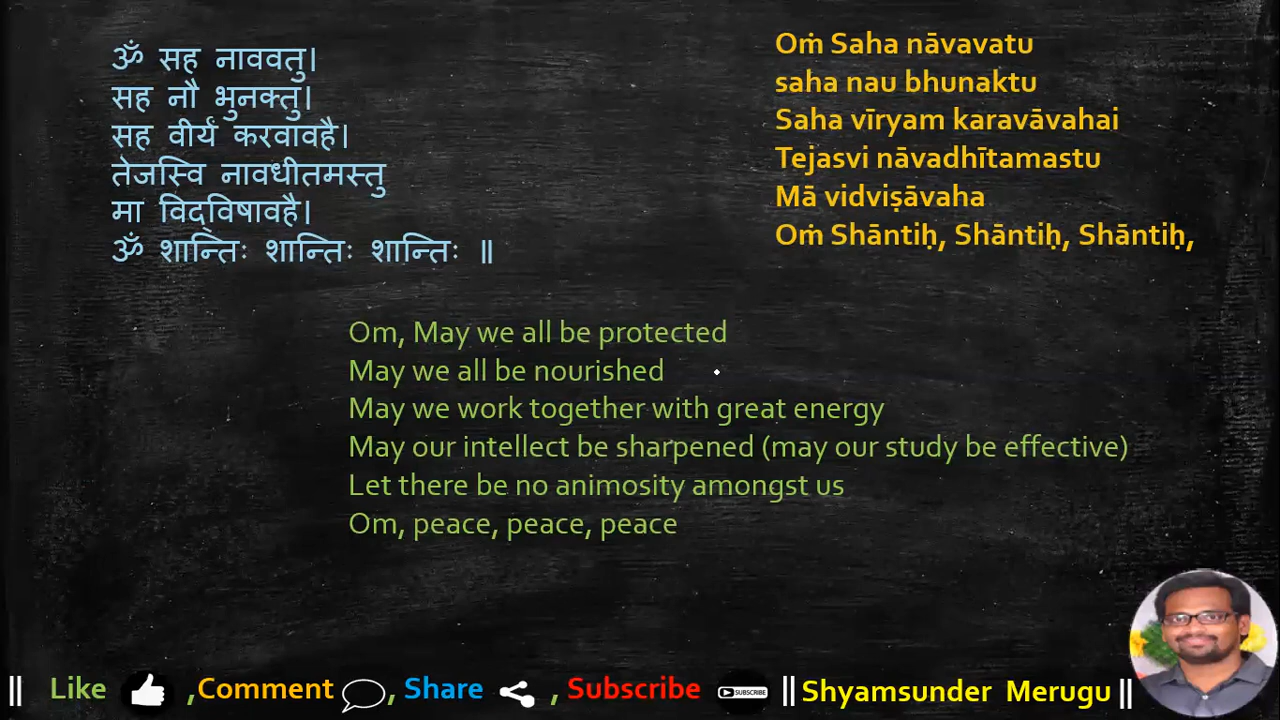 ॐ सह नाववतु।
सह नौ भुनक्तु।
सह वीर्यं करवावहै।
तेजस्वि नावधीतमस्तु
मा विद्‌विषावहै।
ॐ शान्तिः शान्तिः शान्तिः ॥
Oṁ Saha nāvavatu
saha nau bhunaktu
Saha vīryam karavāvahai
Tejasvi nāvadhītamastu
Mā vidviṣāvaha
Oṁ Shāntiḥ, Shāntiḥ, Shāntiḥ,
Om, May we all be protected
May we all be nourished
May we work together with great energy
May our intellect be sharpened (may our study be effective)
Let there be no animosity amongst us
Om, peace, peace, peace
|| Like , Comment , Share , Subscribe SUBSCRIBE || Shyamsunder Merugu ||